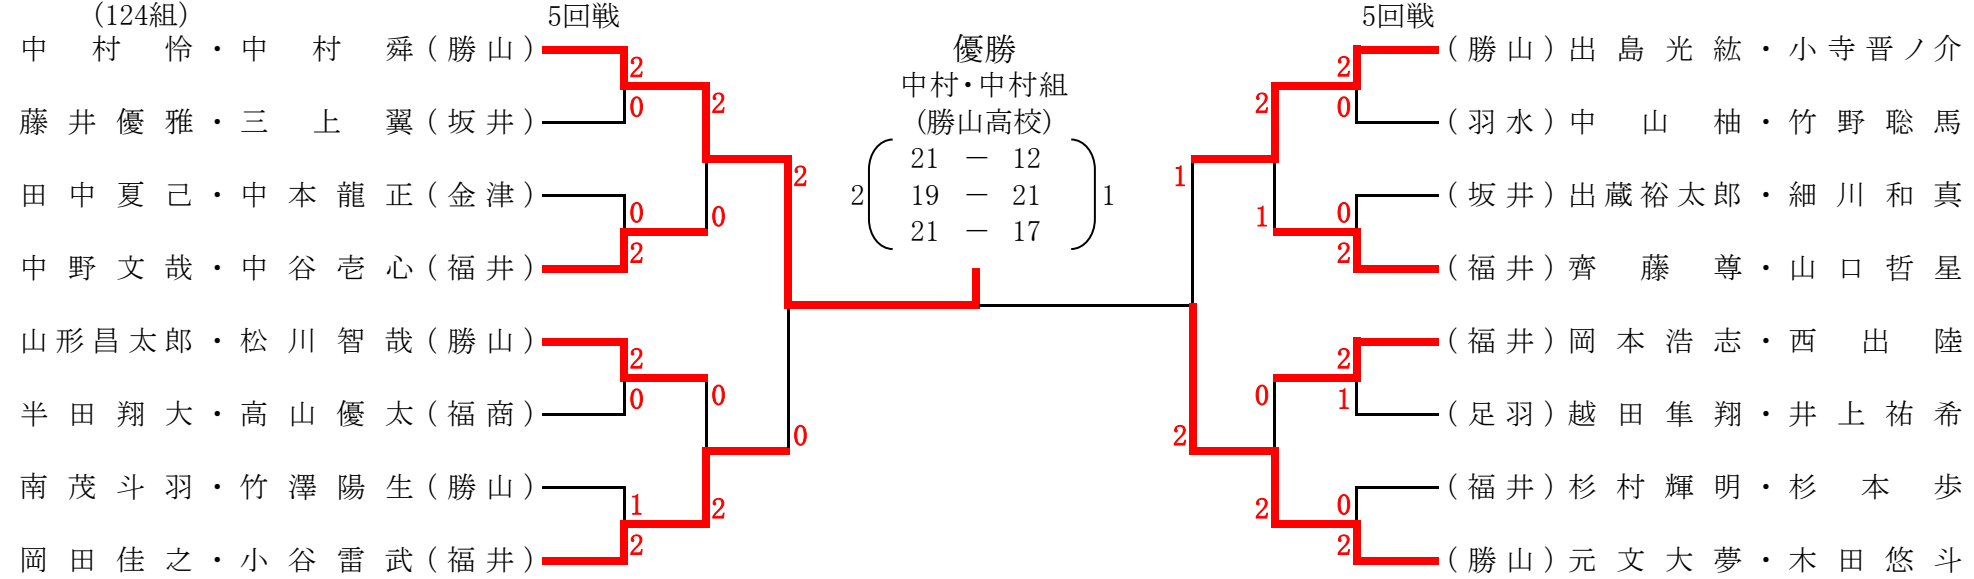 (124組)
5回戦
中村怜・中村舜(勝山)
2
0
藤井優雅・三上翼(坂井)
2
田中夏己・中本龍正(金津)
0
2
0
中野文哉・中谷壱心(福井)
2
山形昌太郎・松川智哉(勝山)
2
0
半田翔大・高山優太(福商)
0
南茂斗羽・竹澤陽生(勝山)
1
2
2
岡田佳之・小谷雷武(福井)
0
優勝
中村・中村組
(勝山高校)
21 － 12
2 19 － 21 1
21 － 17
5回戦
(勝山)出島光紘・小寺晋ノ介
2
0
(羽水)中山柚・竹野聡馬
2
1
(坂井)出蔵裕太郎・細川和真
0
2
1
(福井)齊藤尊・山口哲星
(福井)岡本浩志・西出陸
2
1
(足羽)越田隼翔・井上祐希
0
2
(福井)杉村輝明・杉本歩
0
2
2
(勝山)元文大夢・木田悠斗